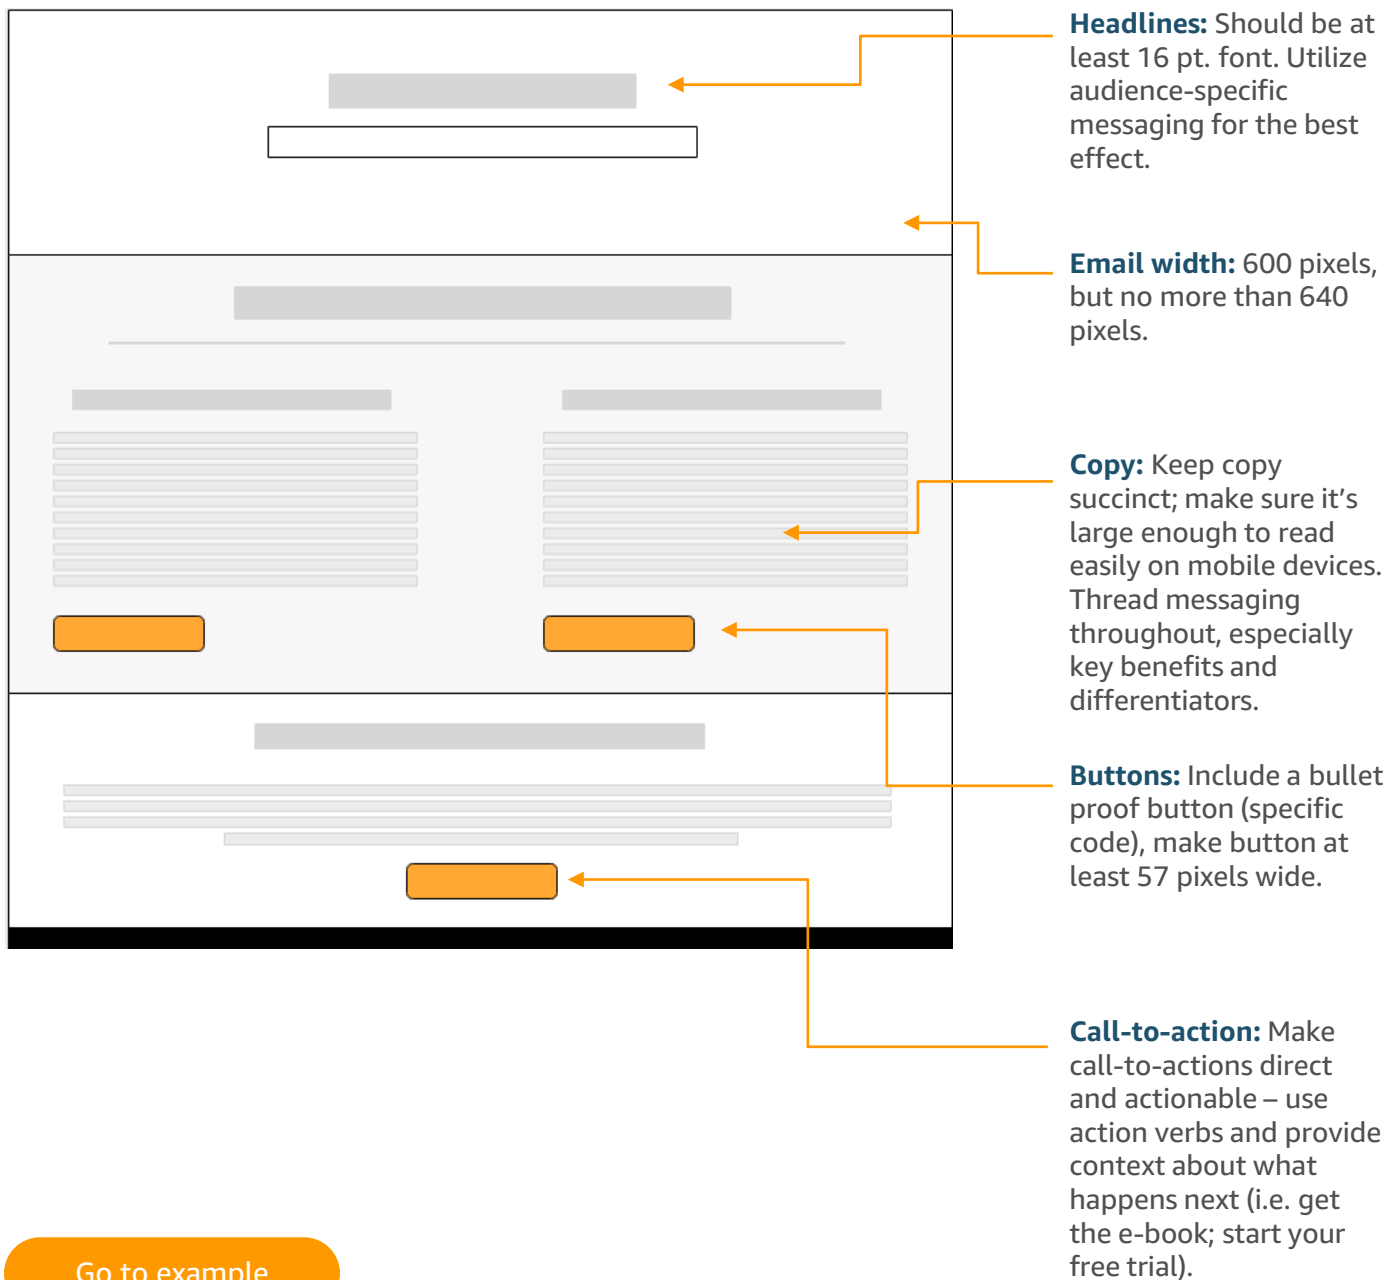 Headlines: Should be at
least 16 pt. font. Utilize
audience-specific
messaging for the best
effect.
Email width: 600 pixels,
but no more than 640
pixels.
Copy: Keep copy
succinct; make sure it’s
large enough to read
easily on mobile devices.
Thread messaging
throughout, especially
key benefits and
differentiators.
Buttons: Include a bullet
proof button (specific
code), make button at
least 57 pixels wide.
Call-to-action: Make
call-to-actions direct
and actionable – use
action verbs and provide
context about what
happens next (i.e. get
the e-book; start your
free trial).
Go to example